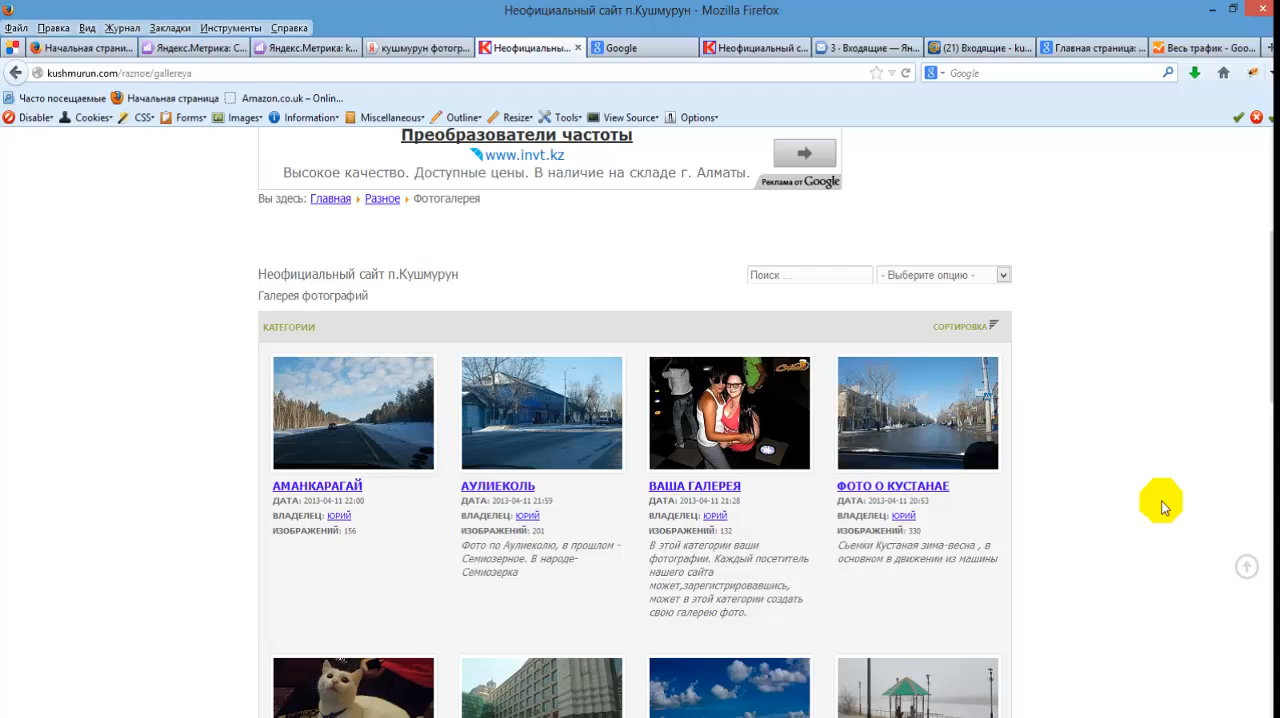 Неофициальный сайт п.Кушмурун - Mozilla Firefox
Файл Правка Вид Журнал Закладки Инструменты Справка
Начальная страни... Яндекс.Метрика: С... Яндекс.Метрика: k... кушмурун фотогр... Неофициальны... × Google Неофициальный с... 3 - Входящие — Ян... (21) Входящие - ku... Главная страница: ... Весь трафик - Goo...
kushmurun.com/raznoe/gallereya Google
Часто посещаемые Начальная страница Amazon.co.uk – Onlin...
Disable Cookies CSS Forms Images Information Miscellaneous Outline Resize Tools View Source Options
Преобразователи частоты
www.invt.kz
Высокое качество. Доступные цены. В наличие на складе г. Алматы.
Реклама от Google
Вы здесь: Главная Разное Фотогалерея
Неофициальный сайт п.Кушмурун
Поиск ... - Выберите опцию -
Галерея фотографий
КАТЕГОРИИ СОРТИРОВКА
АМАНКАРАГАЙ
ДАТА: 2013-04-11 22:00
ВЛАДЕЛЕЦ: ЮРИЙ
ИЗОБРАЖЕНИЙ: 156
АУЛИЕКОЛЬ
ДАТА: 2013-04-11 21:59
ВЛАДЕЛЕЦ: ЮРИЙ
ИЗОБРАЖЕНИЙ: 201
Фото по Аулиеколю, в прошлом -
Семиозерное. В народе-
Семиозерка
ВАША ГАЛЕРЕЯ
ДАТА: 2013-04-11 21:28
ВЛАДЕЛЕЦ: ЮРИЙ
ИЗОБРАЖЕНИЙ: 132
В этой категории ваши
фотографии. Каждый посетитель
нашего сайта
может,зарегистрировавшись,
может в этой категории создать
свою галерею фото.
ФОТО О КУСТАНАЕ
ДАТА: 2013-04-11 20:53
ВЛАДЕЛЕЦ: ЮРИЙ
ИЗОБРАЖЕНИЙ: 330
Сьемки Кустаная зима-весна , в
основном в движении из машины